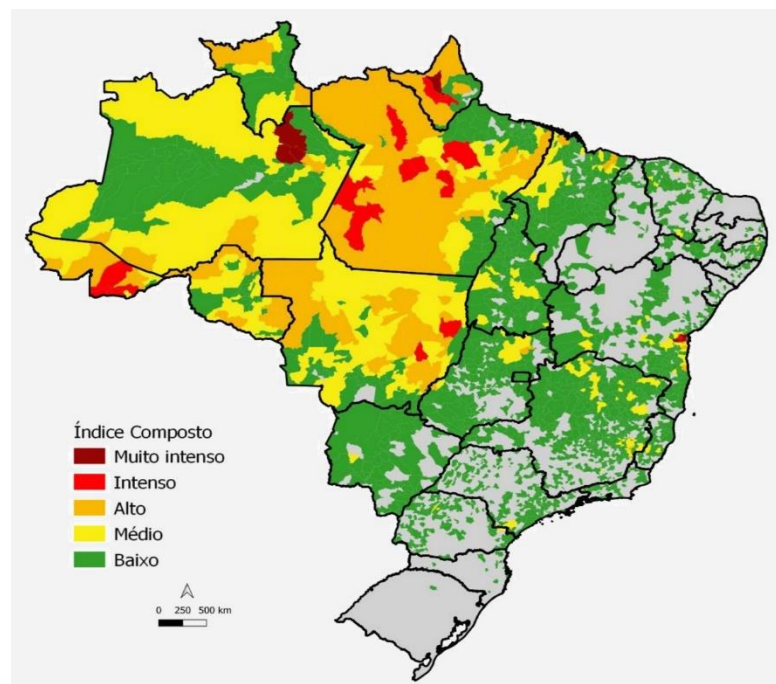 Índice Composto
Muito intenso
Intenso
Alto
Médio
Baixo
0 250 500 km